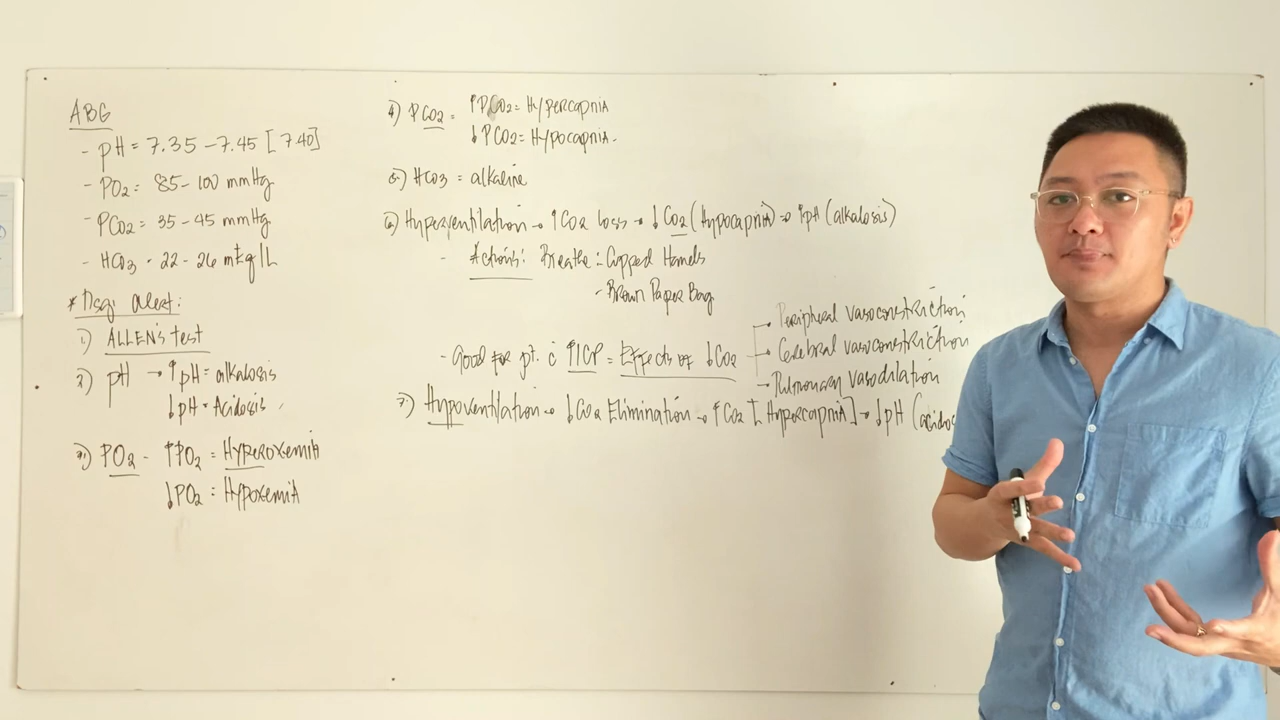 ABG
- pH = 7.35 - 7.45 [7.40]
- PO2 = 85 - 100 mmHg
- PCO2 = 35 - 45 mmHg
- HCO3 = 22 - 26 mEq/L
* Nsg Alert:
1) ALLEN's test
2) pH → ↑pH = alkalosis
↓pH = Acidosis
3) PO2 - ↑PO2 = HYPEROXEMIA
↓PO2 = HYPOXEMIA
4) PCO2 = ↑PCO2 = HYPERCAPNIA
↓PCO2 = HYPOCAPNIA
5) HCO3 = alkaline
6) Hyperventilation → ↑CO2 Loss → ↓CO2 (HYPOCAPNIA) → ↑pH (alkalosis)
- Actions: Breathe : Cupped Hands
- Brown Paper Bag
- Good for pt. c̄ ↑ICP = Effects of ↓CO2
- Peripheral vasoconstriction
- Cerebral vasoconstriction
- Pulmonary vasodilation
7) Hypoventilation → ↓CO2 Elimination → ↑CO2 [HYPERCAPNIA] → ↓pH (acidos